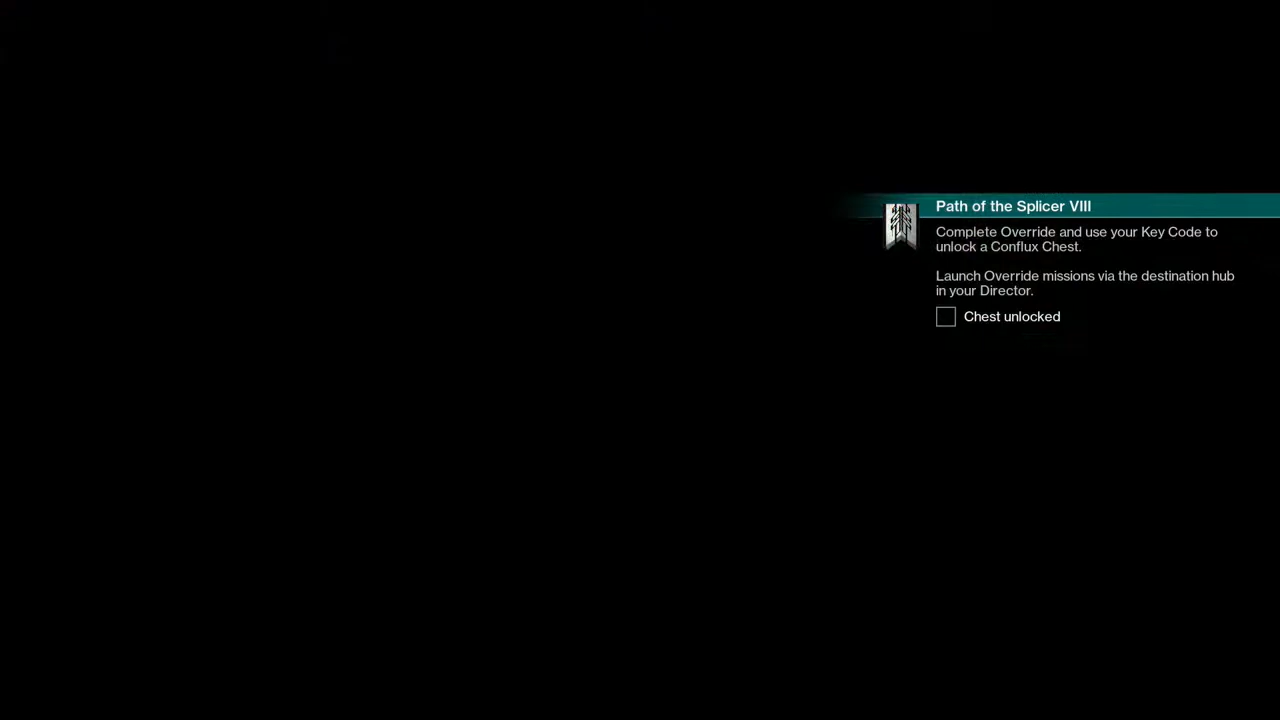 Path of the Splicer VIII
Complete Override and use your Key Code to
unlock a Conflux Chest.
Launch Override missions via the destination hub
in your Director.
Chest unlocked